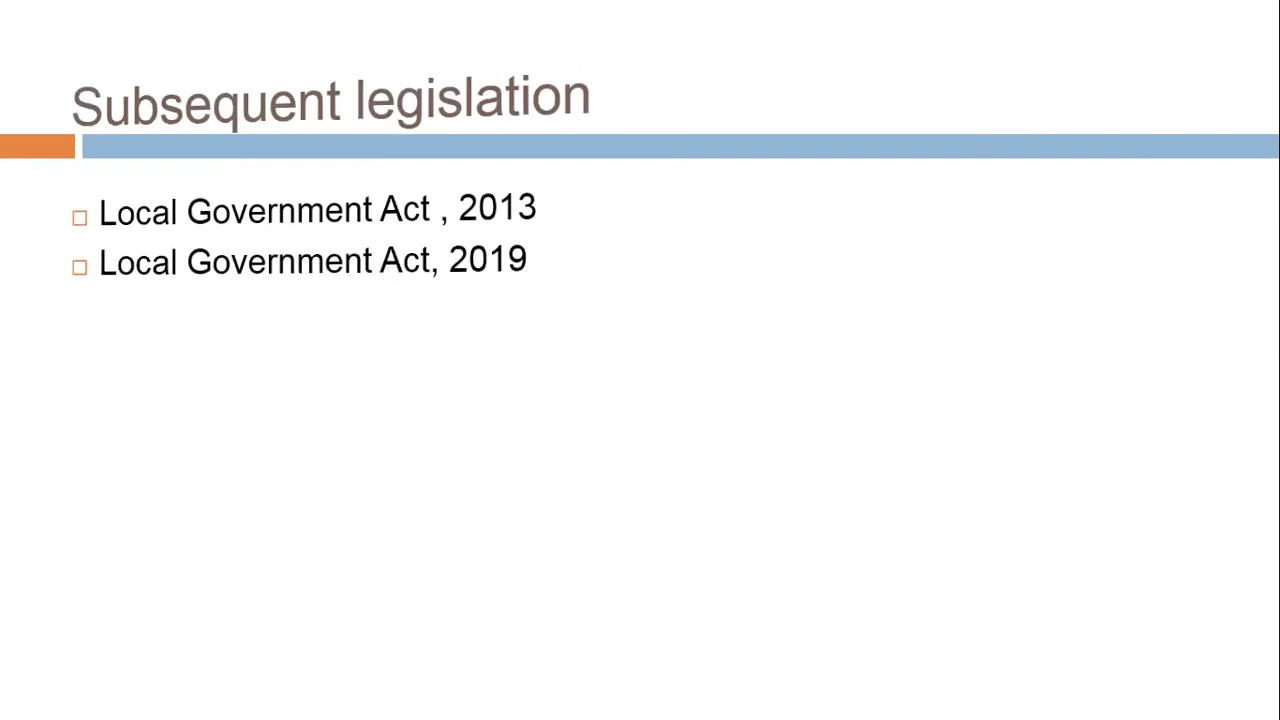 Subsequent legislation
Local Government Act , 2013
Local Government Act, 2019